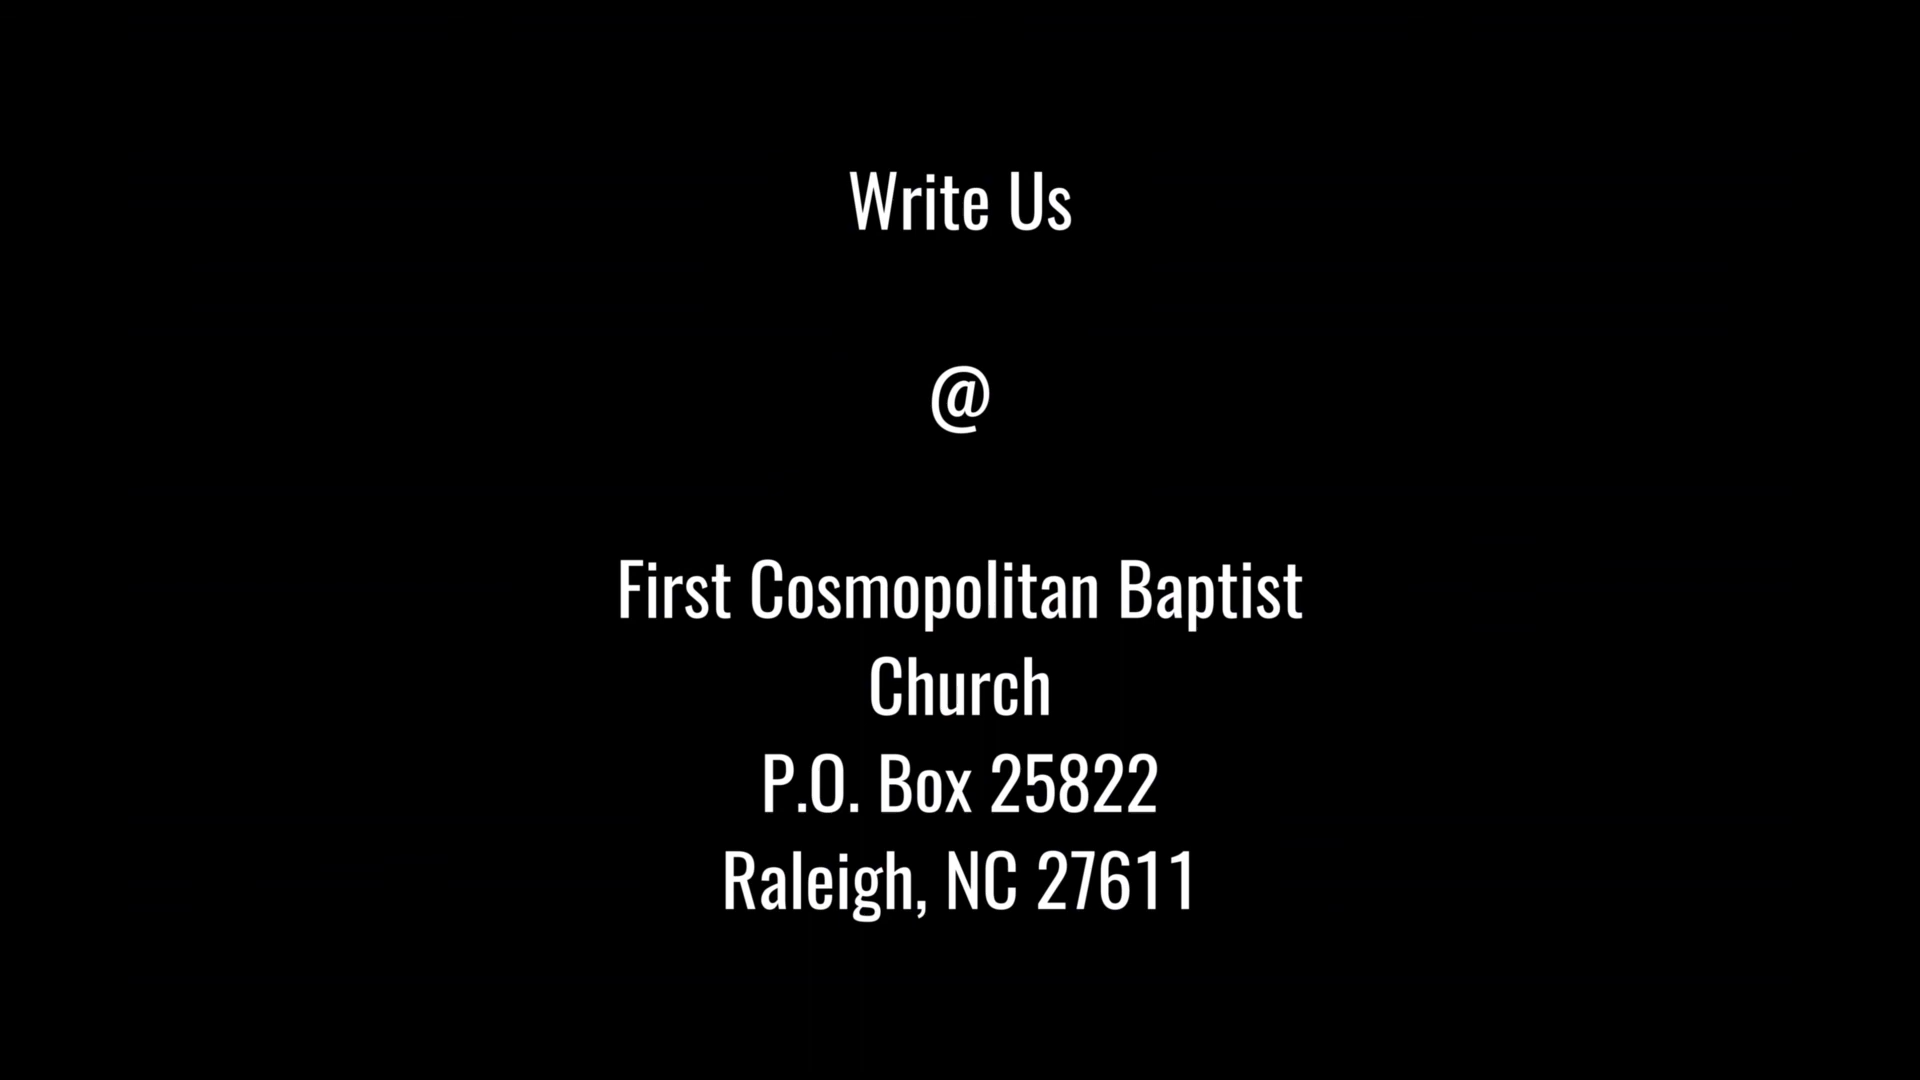 Write Us
@
First Cosmopolitan Baptist
Church
P.O. Box 25822
Raleigh, NC 27611